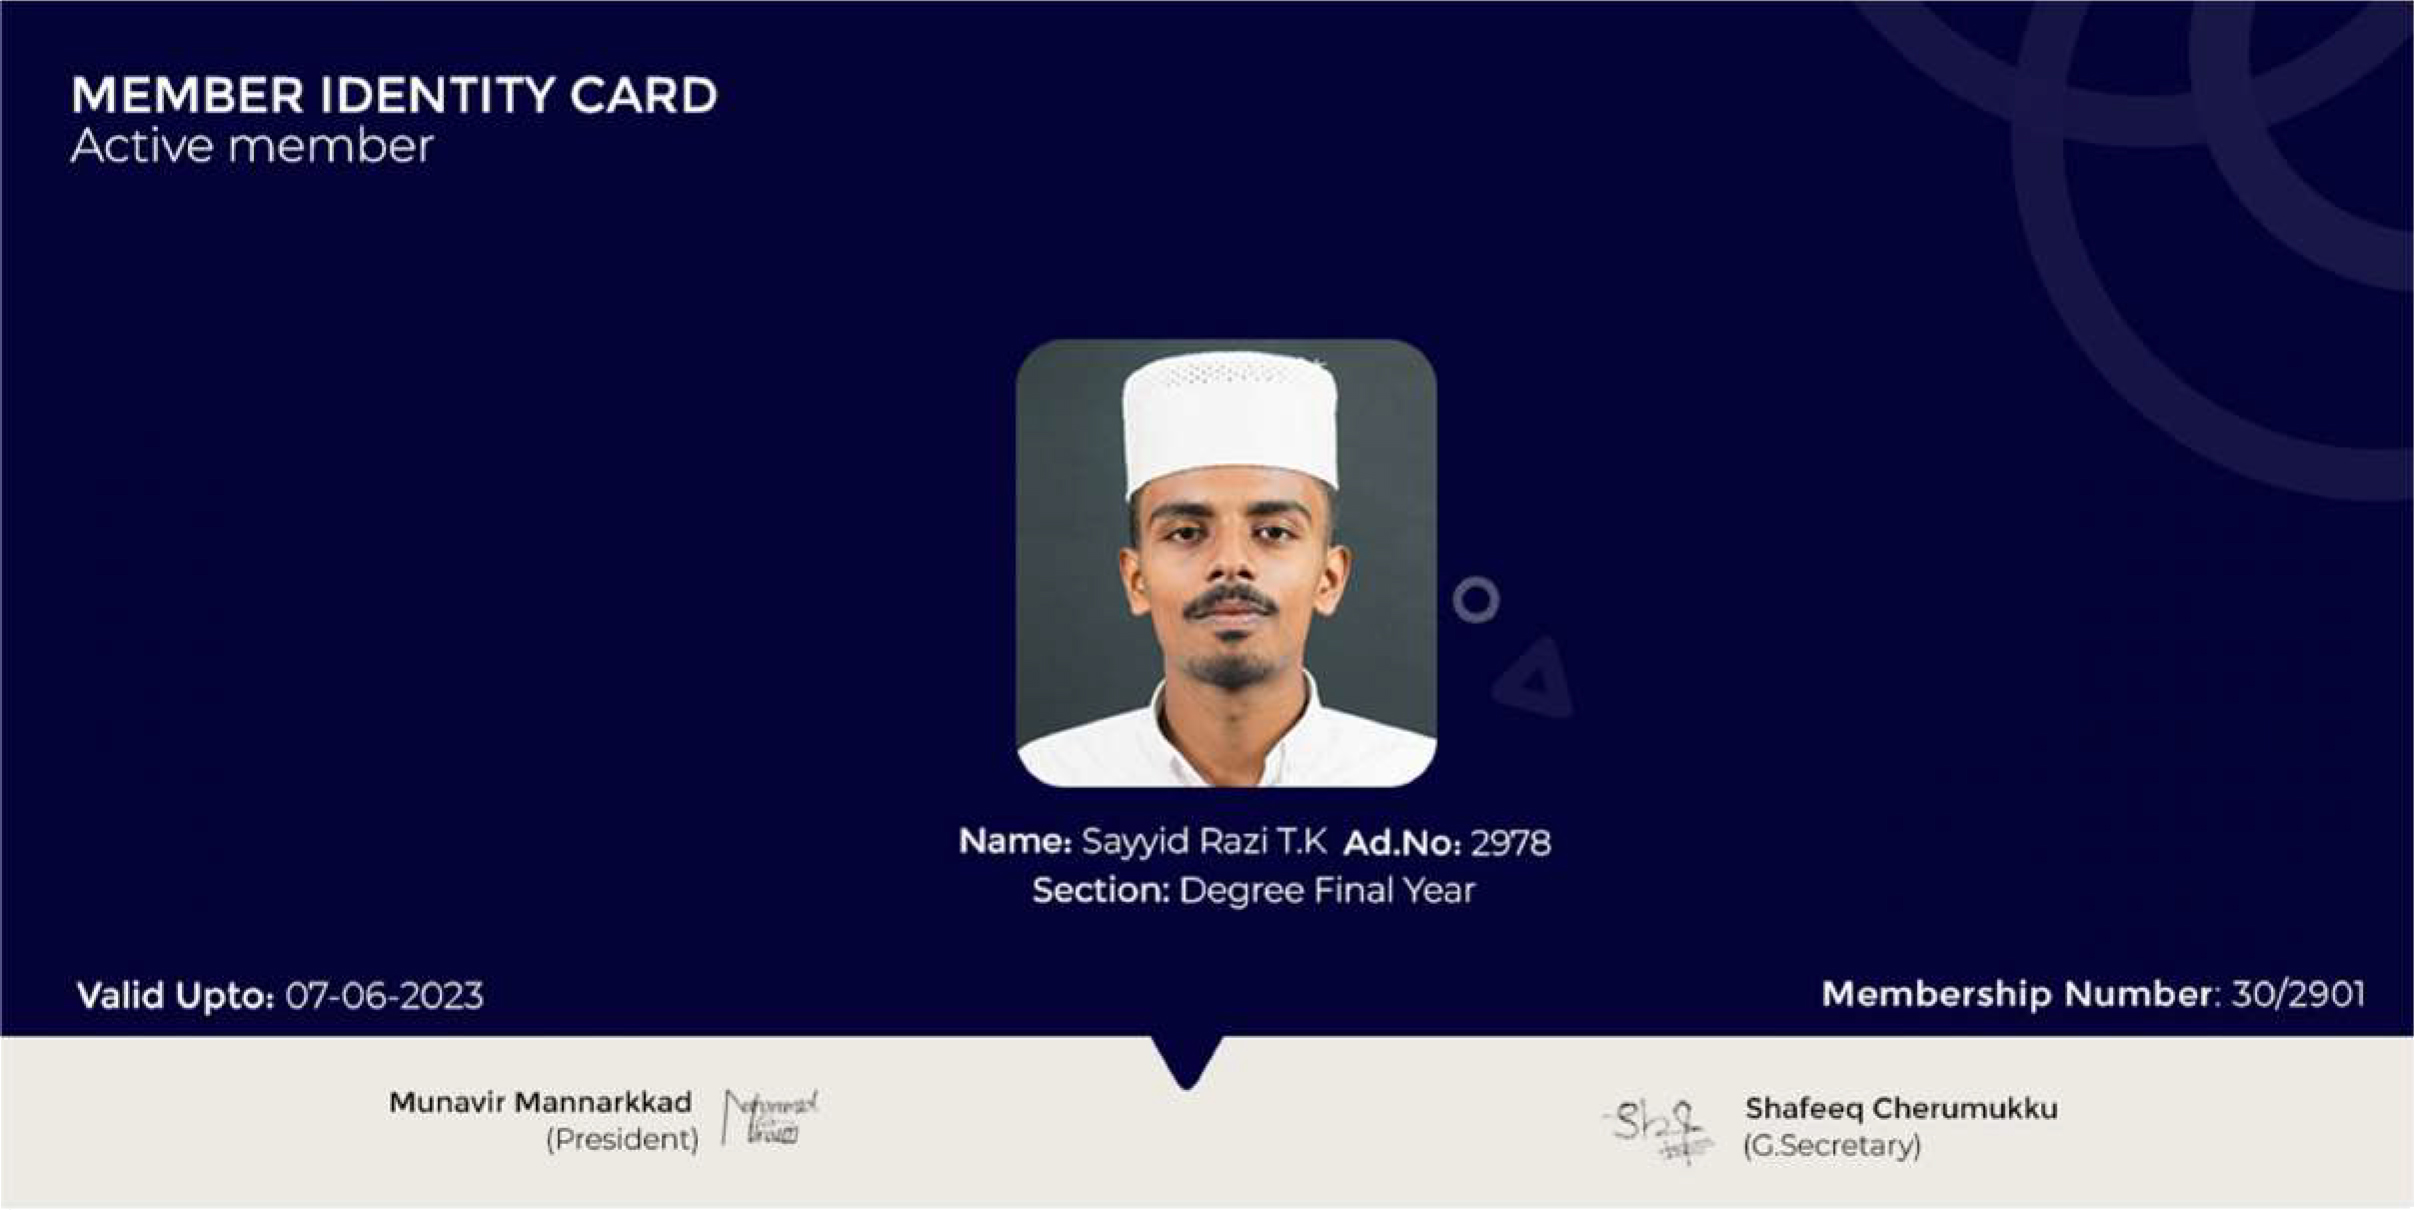 MEMBER IDENTITY CARD
Active member
Name: Sayyid Razi T.K Ad.No: 2978
Section: Degree Final Year
Valid Upto: 07-06-2023
Membership Number: 30/2901
Munavir Mannarkkad
(President)
Shafeeq Cherumukku
(G.Secretary)